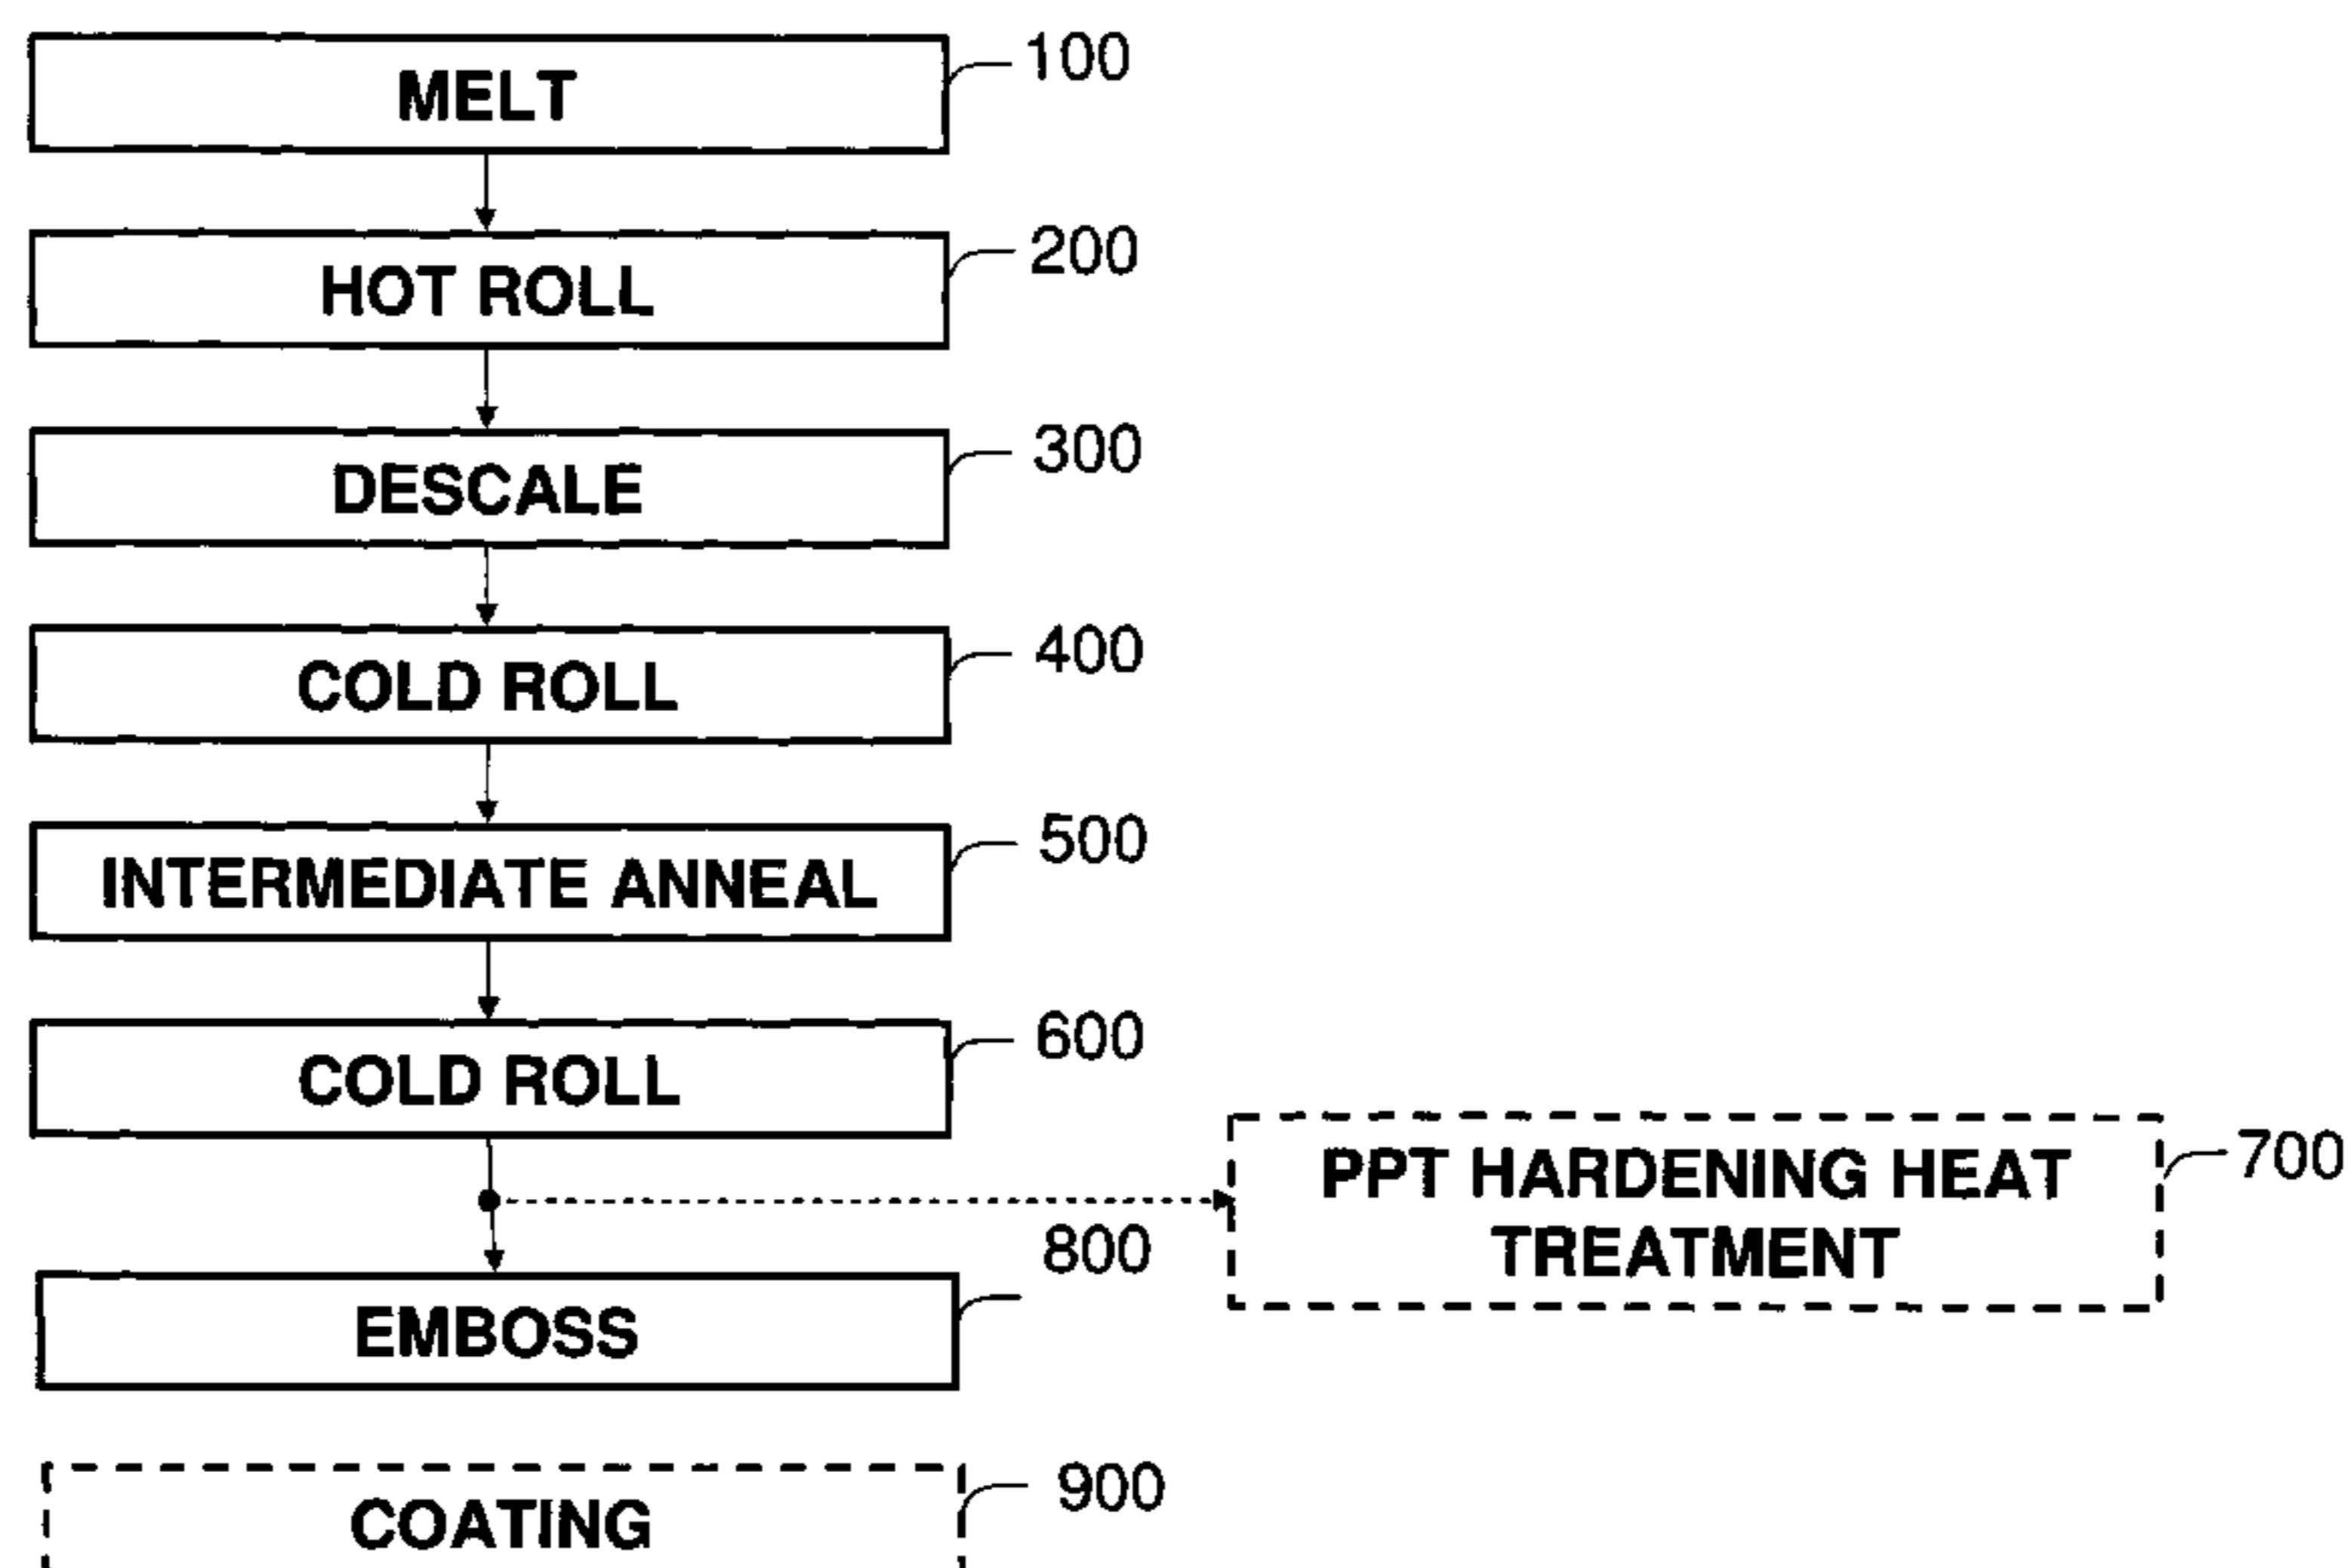 MELT
100
HOT ROLL
200
DESCALE
300
COLD ROLL
400
INTERMEDIATE ANNEAL
500
COLD ROLL
600
PPT HARDENING HEAT
TREATMENT
700
EMBOSS
800
COATING
900